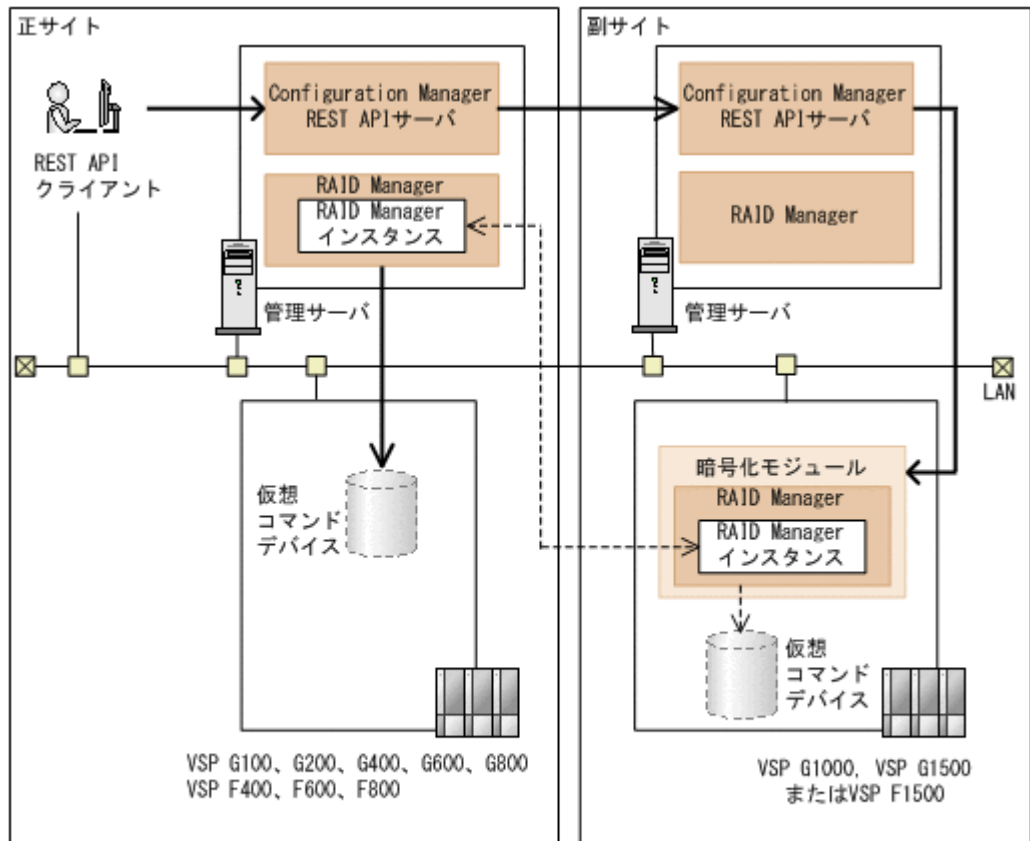 正サイト
Configuration Manager
REST APIサーバ
REST API
クライアント
RAID Manager
RAID Manager
インスタンス
管理サーバ
仮想
コマンド
デバイス
VSP G100、G200、G400、G600、G800
VSP F400、F600、F800
副サイト
Configuration Manager
REST APIサーバ
RAID Manager
管理サーバ
LAN
暗号化モジュール
RAID Manager
RAID Manager
インスタンス
仮想
コマンド
デバイス
VSP G1000, VSP G1500
またはVSP F1500